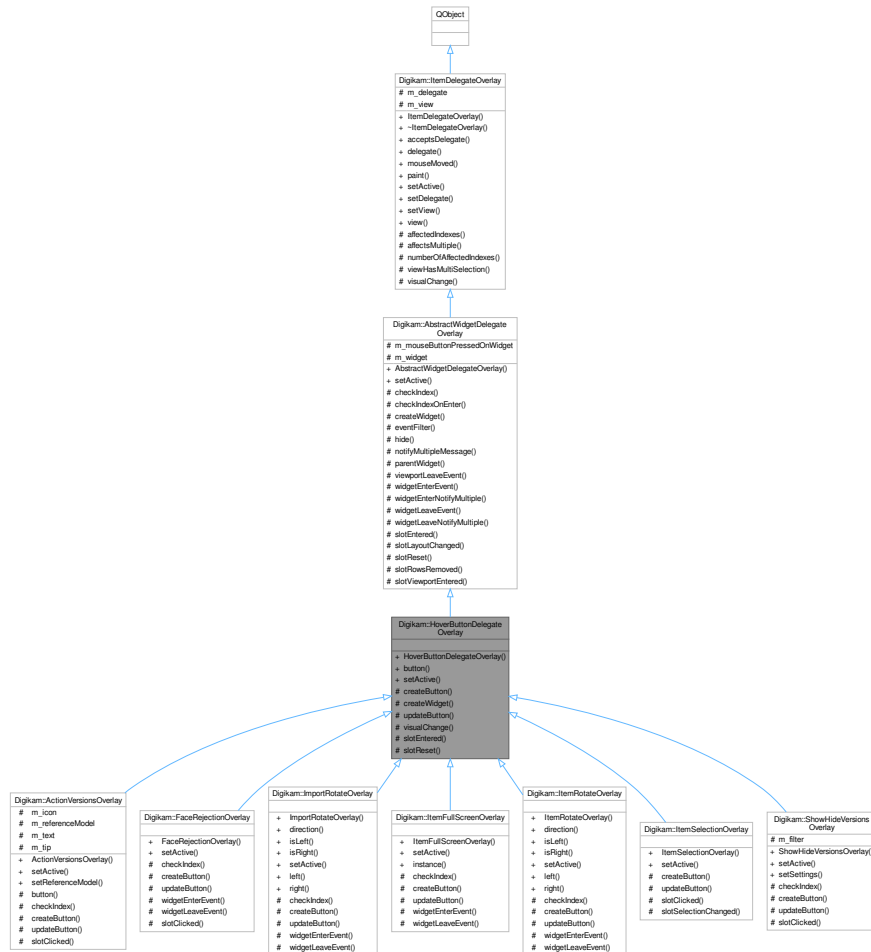 QObject
Digikam::ItemDelegateOverlay
# m_delegate
# m_view
+ ItemDelegateOverlay()
+ ~ItemDelegateOverlay()
+ acceptsDelegate()
+ delegate()
+ mouseMoved()
+ paint()
+ setActive()
+ setDelegate()
+ setView()
+ view()
# affectedIndexes()
# affectsMultiple()
# numberOfAffectedIndexes()
# viewHasMultiSelection()
# visualChange()
Digikam::AbstractWidgetDelegate
Overlay
# m_mouseButtonPressedOnWidget
# m_widget
+ AbstractWidgetDelegateOverlay()
+ setActive()
# checkIndex()
# checkIndexOnEnter()
# createWidget()
# eventFilter()
# hide()
# notifyMultipleMessage()
# parentWidget()
# viewportLeaveEvent()
# widgetEnterEvent()
# widgetEnterNotifyMultiple()
# widgetLeaveEvent()
# widgetLeaveNotifyMultiple()
# slotEntered()
# slotLayoutChanged()
# slotReset()
# slotRowsRemoved()
# slotViewportEntered()
Digikam::HoverButtonDelegate
Overlay
+ HoverButtonDelegateOverlay()
+ button()
+ setActive()
# createButton()
# createWidget()
# updateButton()
# visualChange()
# slotEntered()
# slotReset()
Digikam::ActionVersionsOverlay
# m_icon
# m_referenceModel
# m_text
# m_tip
+ ActionVersionsOverlay()
+ setActive()
+ setReferenceModel()
# button()
# checkIndex()
# createButton()
# updateButton()
# slotClicked()
Digikam::FaceRejectionOverlay
+ FaceRejectionOverlay()
+ setActive()
# checkIndex()
# createButton()
# updateButton()
# widgetEnterEvent()
# widgetLeaveEvent()
# slotClicked()
Digikam::ImportRotateOverlay
+ ImportRotateOverlay()
+ direction()
+ isLeft()
+ isRight()
+ setActive()
+ left()
+ right()
# checkIndex()
# createButton()
# updateButton()
# widgetEnterEvent()
# widgetLeaveEvent()
Digikam::ItemFullScreenOverlay
+ ItemFullScreenOverlay()
+ setActive()
+ instance()
# checkIndex()
# createButton()
# updateButton()
# widgetEnterEvent()
# widgetLeaveEvent()
Digikam::ItemRotateOverlay
+ ItemRotateOverlay()
+ direction()
+ isLeft()
+ isRight()
+ setActive()
+ left()
+ right()
# checkIndex()
# createButton()
# updateButton()
# widgetEnterEvent()
# widgetLeaveEvent()
Digikam::ItemSelectionOverlay
+ ItemSelectionOverlay()
+ setActive()
# createButton()
# updateButton()
# slotClicked()
# slotSelectionChanged()
Digikam::ShowHideVersions
Overlay
# m_filter
+ ShowHideVersionsOverlay()
+ setActive()
+ setSettings()
# checkIndex()
# createButton()
# updateButton()
# slotClicked()